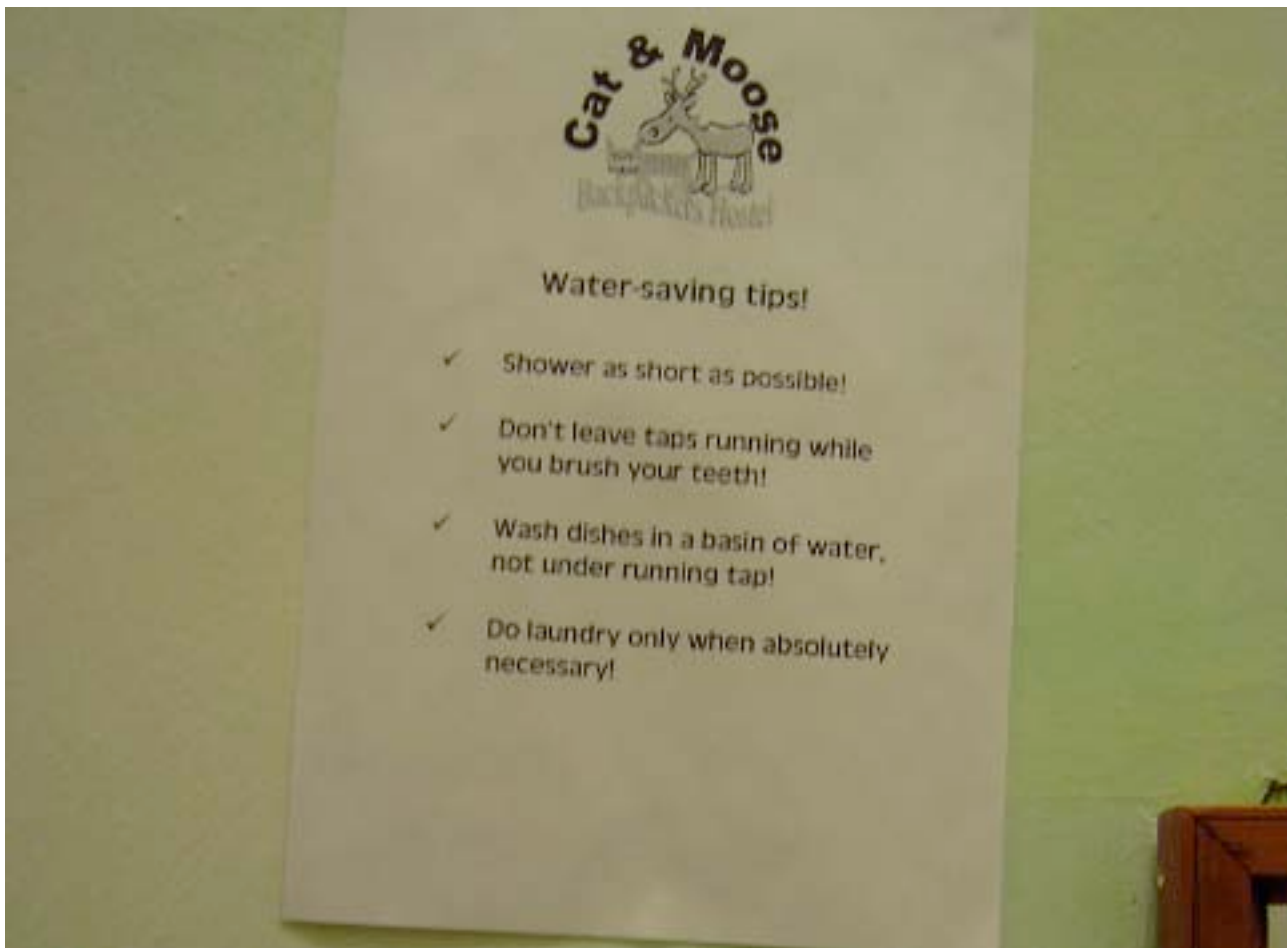 Cat & Moose
Backpackers Hostel
Water-saving tips!
✓ Shower as short as possible!
✓ Don't leave taps running while
you brush your teeth!
✓ Wash dishes in a basin of water,
not under running tap!
✓ Do laundry only when absolutely
necessary!